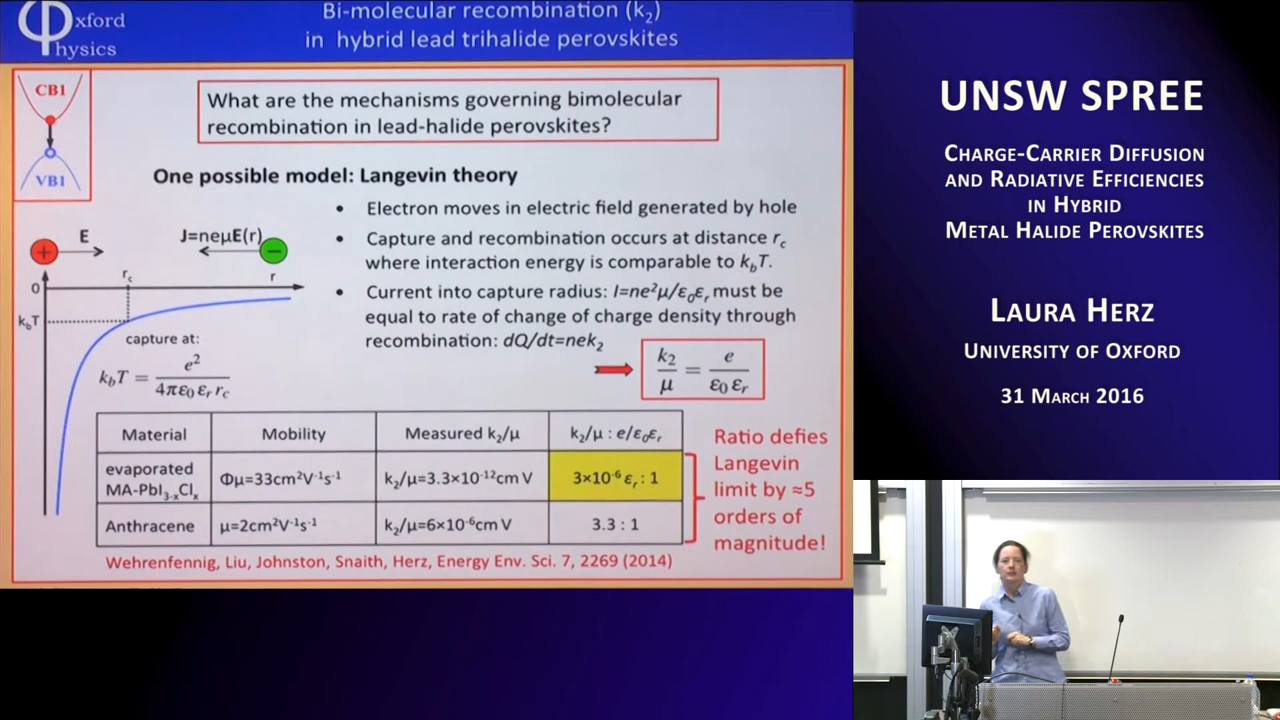 Oxford
Physics
Bi-molecular recombination (k₂)
in hybrid lead trihalide perovskites
CB1
VB1
What are the mechanisms governing bimolecular
recombination in lead-halide perovskites?
One possible model: Langevin theory
• Electron moves in electric field generated by hole
• Capture and recombination occurs at distance r_c
where interaction energy is comparable to k_bT.
• Current into capture radius: I=ne²μ/ε₀εᵣ must be
equal to rate of change of charge density through
recombination: dQ/dt=nek₂
+
E
J=neμE(r)
−
r_c
r
0
k_bT
capture at:
k_bT = e² / 4πε₀ εᵣ r_c
k₂/μ = e/ε₀ εᵣ
Material Mobility Measured k₂/μ k₂/μ : e/ε₀εᵣ
evaporated
MA-PbI₃₋ₓClₓ Φμ=33cm²V⁻¹s⁻¹ k₂/μ=3.3×10⁻¹²cm V 3×10⁻⁶ εᵣ : 1
Anthracene μ=2cm²V⁻¹s⁻¹ k₂/μ=6×10⁻⁶cm V 3.3 : 1
Ratio defies
Langevin
limit by ≈5
orders of
magnitude!
Wehrenfennig, Liu, Johnston, Snaith, Herz, Energy Env. Sci. 7, 2269 (2014)
UNSW SPREE
Charge-Carrier Diffusion
and Radiative Efficiencies
in Hybrid
Metal Halide Perovskites
Laura Herz
University of Oxford
31 March 2016